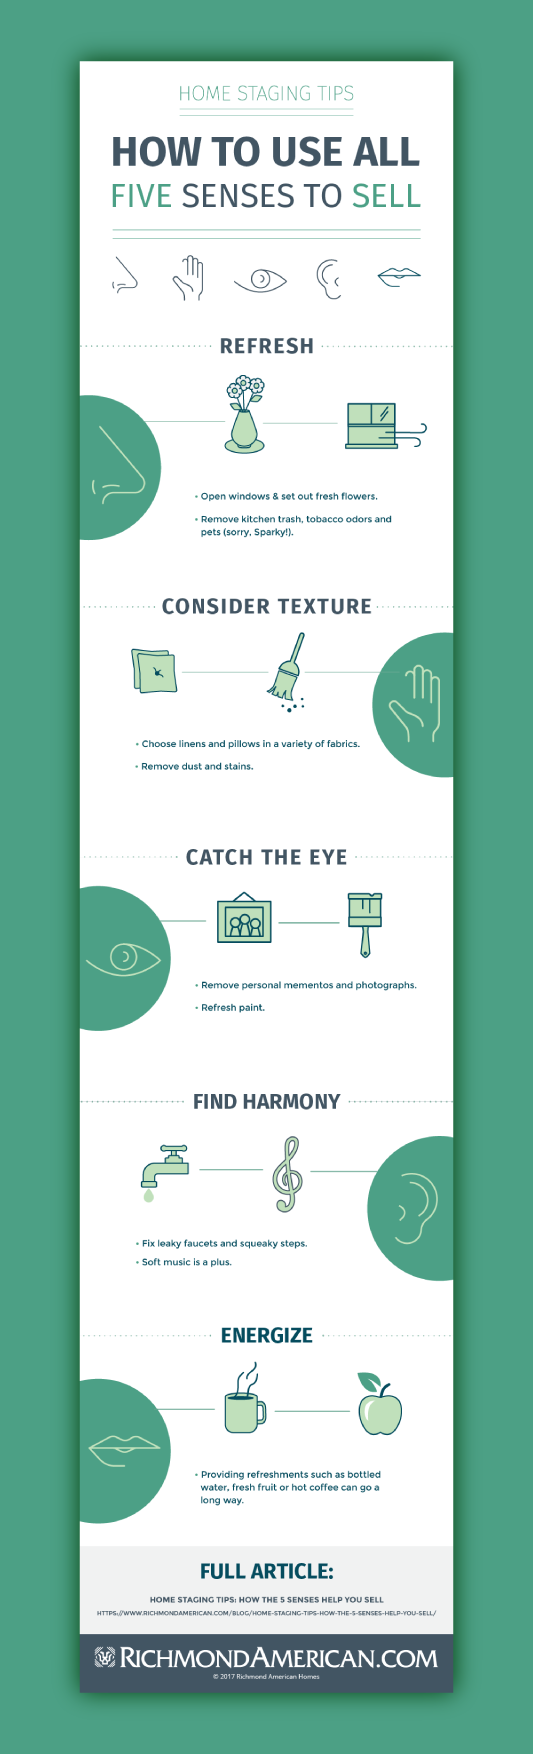 HOME STAGING TIPS
HOW TO USE ALL
FIVE SENSES TO SELL
REFRESH
• Open windows & set out fresh flowers.
• Remove kitchen trash, tobacco odors and
pets (sorry, Sparky!).
CONSIDER TEXTURE
• Choose linens and pillows in a variety of fabrics.
• Remove dust and stains.
CATCH THE EYE
• Remove personal mementos and photographs.
• Refresh paint.
FIND HARMONY
• Fix leaky faucets and squeaky steps.
• Soft music is a plus.
ENERGIZE
• Providing refreshments such as bottled
water, fresh fruit or hot coffee can go a
long way.
FULL ARTICLE:
HOME STAGING TIPS: HOW THE 5 SENSES HELP YOU SELL
HTTPS://WWW.RICHMONDAMERICAN.COM/BLOG/HOME-STAGING-TIPS-HOW-THE-5-SENSES-HELP-YOU-SELL/
RICHMONDAMERICAN.COM
© 2017 Richmond American Homes